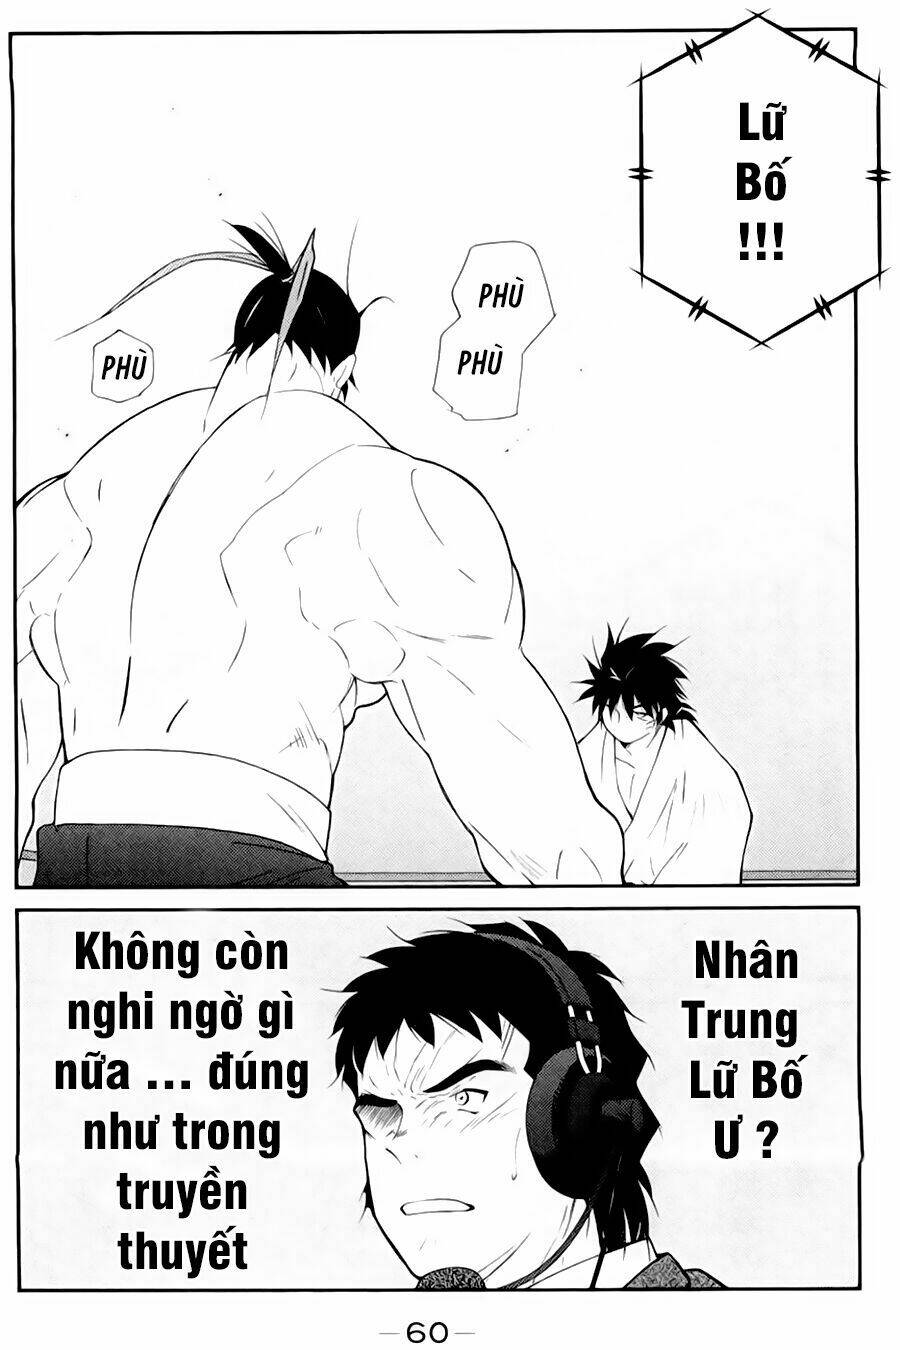 Lữ
Bố
!!!
PHÙ
PHÙ
PHÙ
Nhân
Trung
Lữ Bố
Ư ?
Không còn
nghi ngờ gì
nữa ... đúng
như trong
truyền
thuyết
60